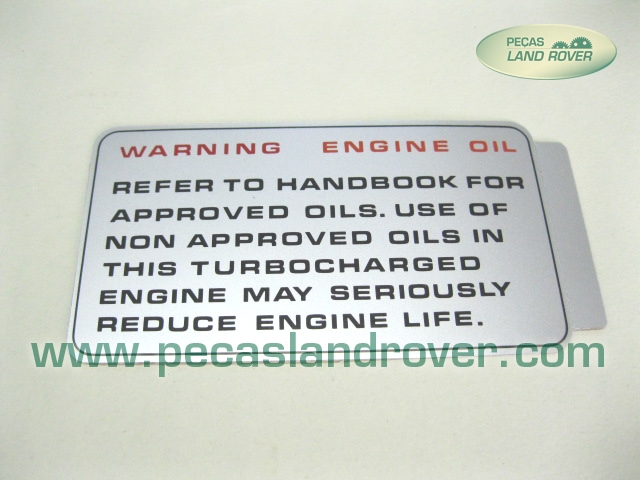 PEÇAS
LAND ROVER
WARNING ENGINE OIL
REFER TO HANDBOOK FOR
APPROVED OILS. USE OF
NON APPROVED OILS IN
THIS TURBOCHARGED
ENGINE MAY SERIOUSLY
REDUCE ENGINE LIFE.
www.pecaslandrover.com